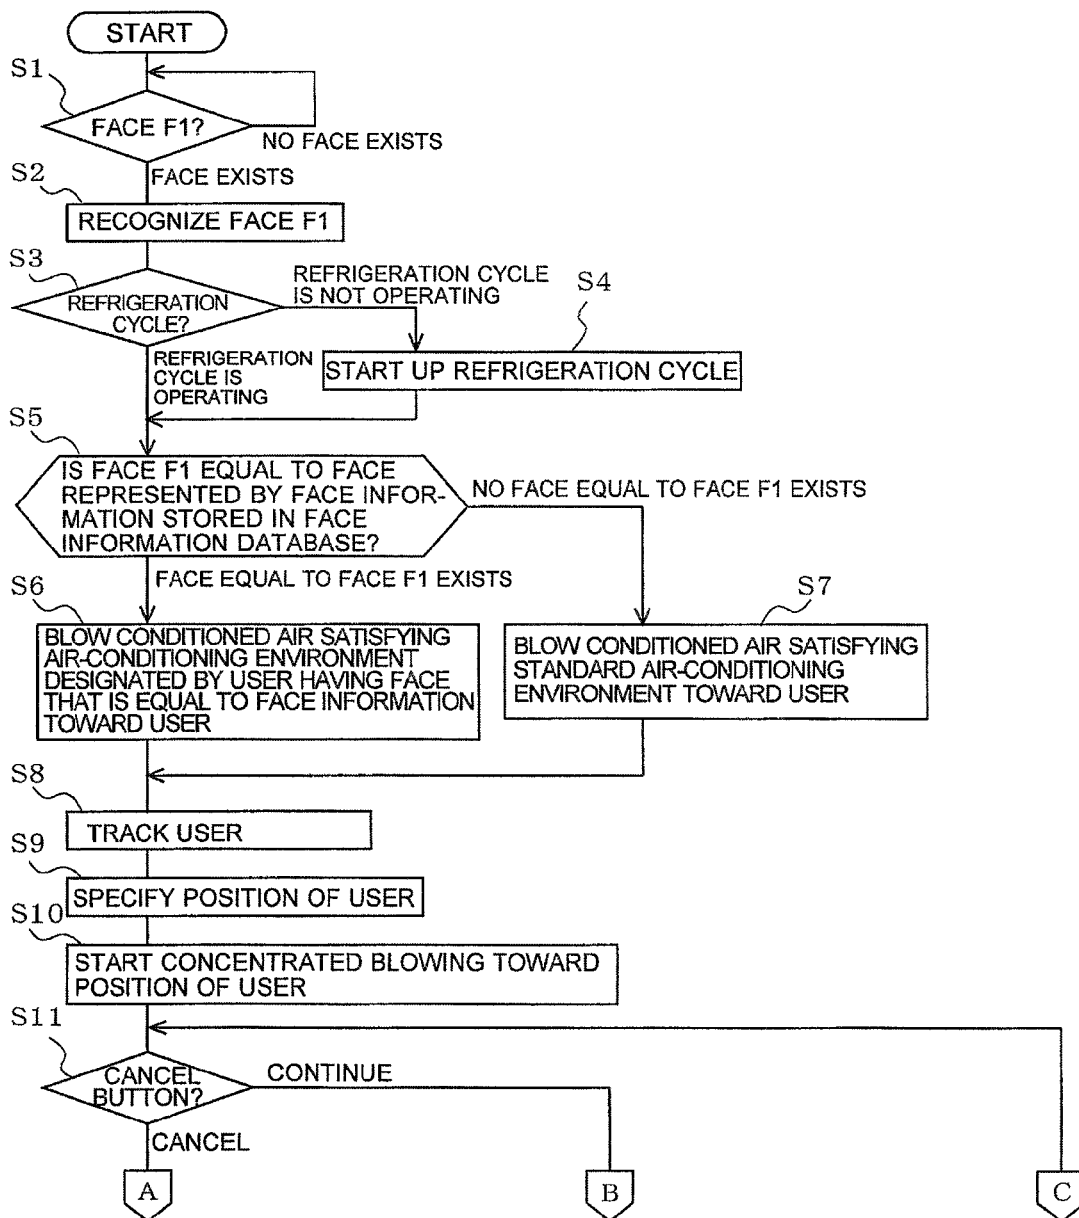 START
S1
FACE F1?
NO FACE EXISTS
FACE EXISTS
S2
RECOGNIZE FACE F1
S3
REFRIGERATION
CYCLE?
REFRIGERATION CYCLE
IS NOT OPERATING
S4
START UP REFRIGERATION CYCLE
REFRIGERATION
CYCLE IS
OPERATING
S5
IS FACE F1 EQUAL TO FACE
REPRESENTED BY FACE INFOR-
MATION STORED IN FACE
INFORMATION DATABASE?
NO FACE EQUAL TO FACE F1 EXISTS
FACE EQUAL TO FACE F1 EXISTS
S6
BLOW CONDITIONED AIR SATISFYING
AIR-CONDITIONING ENVIRONMENT
DESIGNATED BY USER HAVING FACE
THAT IS EQUAL TO FACE INFORMATION
TOWARD USER
S7
BLOW CONDITIONED AIR SATISFYING
STANDARD AIR-CONDITIONING
ENVIRONMENT TOWARD USER
S8
TRACK USER
S9
SPECIFY POSITION OF USER
S10
START CONCENTRATED BLOWING TOWARD
POSITION OF USER
S11
CANCEL
BUTTON?
CONTINUE
CANCEL
A
B
C